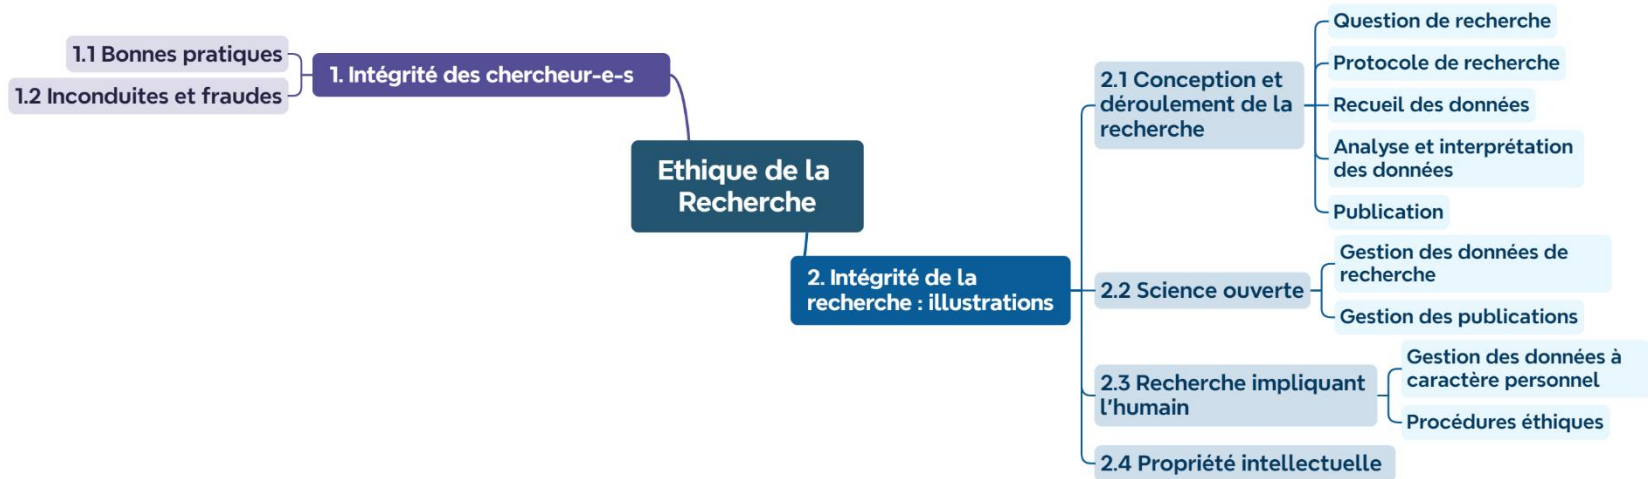 Ethique de la
Recherche
1. Intégrité des chercheur-e-s
1.1 Bonnes pratiques
1.2 Inconduites et fraudes
2. Intégrité de la
recherche : illustrations
2.1 Conception et
déroulement de la
recherche
Question de recherche
Protocole de recherche
Recueil des données
Analyse et interprétation
des données
Publication
2.2 Science ouverte
Gestion des données de
recherche
Gestion des publications
2.3 Recherche impliquant
l'humain
Gestion des données à
caractère personnel
Procédures éthiques
2.4 Propriété intellectuelle